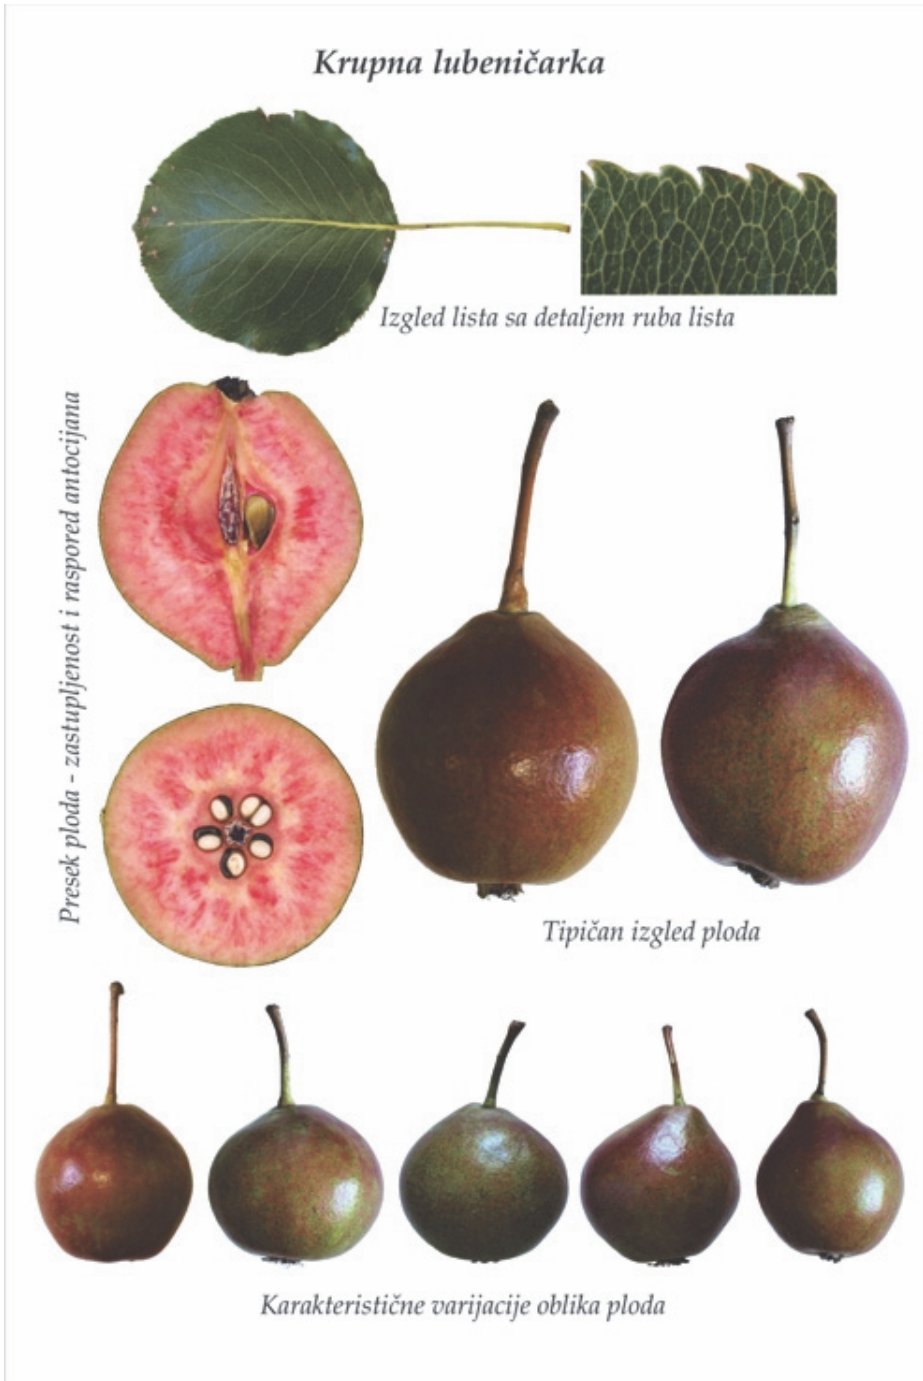 Krupna lubeničarka
Izgled lista sa detaljem ruba lista
Presek ploda - zastupljenost i raspored antocijana
Tipičan izgled ploda
Karakteristične varijacije oblika ploda